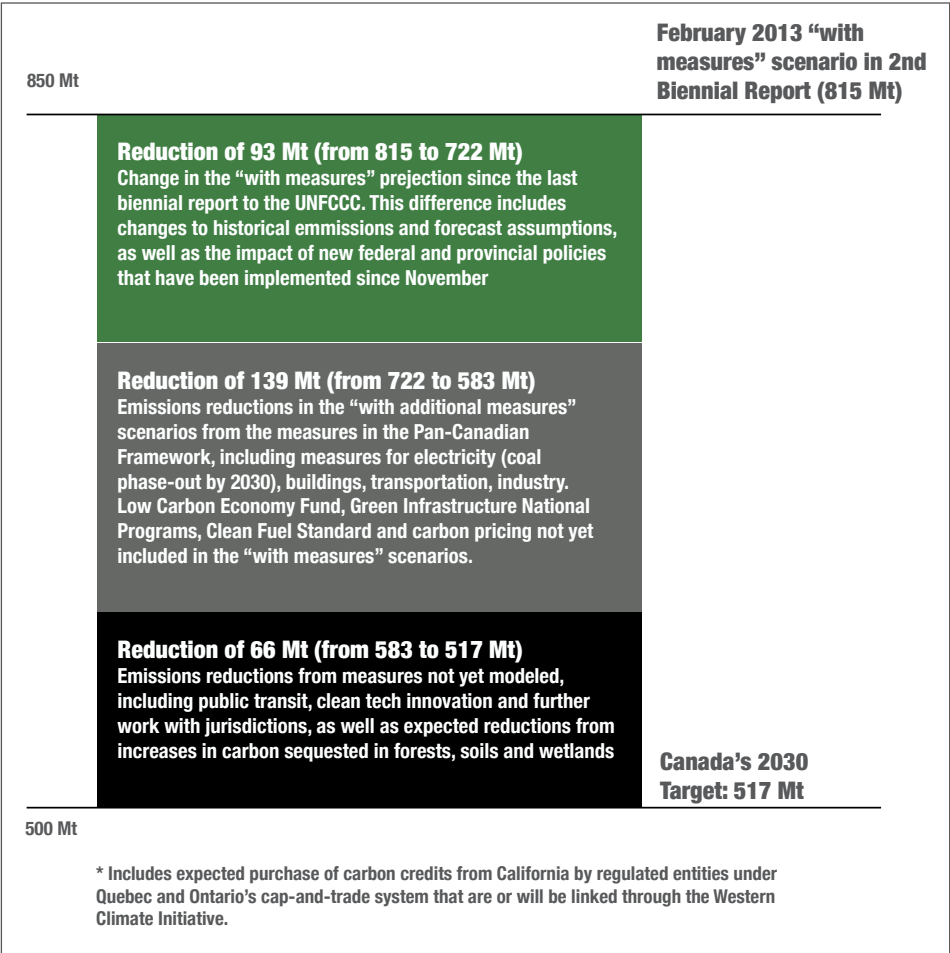 February 2013 “with
measures” scenario in 2nd
Biennial Report (815 Mt)
850 Mt
Reduction of 93 Mt (from 815 to 722 Mt)
Change in the “with measures” prejection since the last
biennial report to the UNFCCC. This difference includes
changes to historical emmissions and forecast assumptions,
as well as the impact of new federal and provincial policies
that have been implemented since November
Reduction of 139 Mt (from 722 to 583 Mt)
Emissions reductions in the “with additional measures”
scenarios from the measures in the Pan-Canadian
Framework, including measures for electricity (coal
phase-out by 2030), buildings, transportation, industry.
Low Carbon Economy Fund, Green Infrastructure National
Programs, Clean Fuel Standard and carbon pricing not yet
included in the “with measures” scenarios.
Reduction of 66 Mt (from 583 to 517 Mt)
Emissions reductions from measures not yet modeled,
including public transit, clean tech innovation and further
work with jurisdictions, as well as expected reductions from
increases in carbon sequested in forests, soils and wetlands
Canada’s 2030
Target: 517 Mt
500 Mt
* Includes expected purchase of carbon credits from California by regulated entities under
Quebec and Ontario’s cap-and-trade system that are or will be linked through the Western
Climate Initiative.